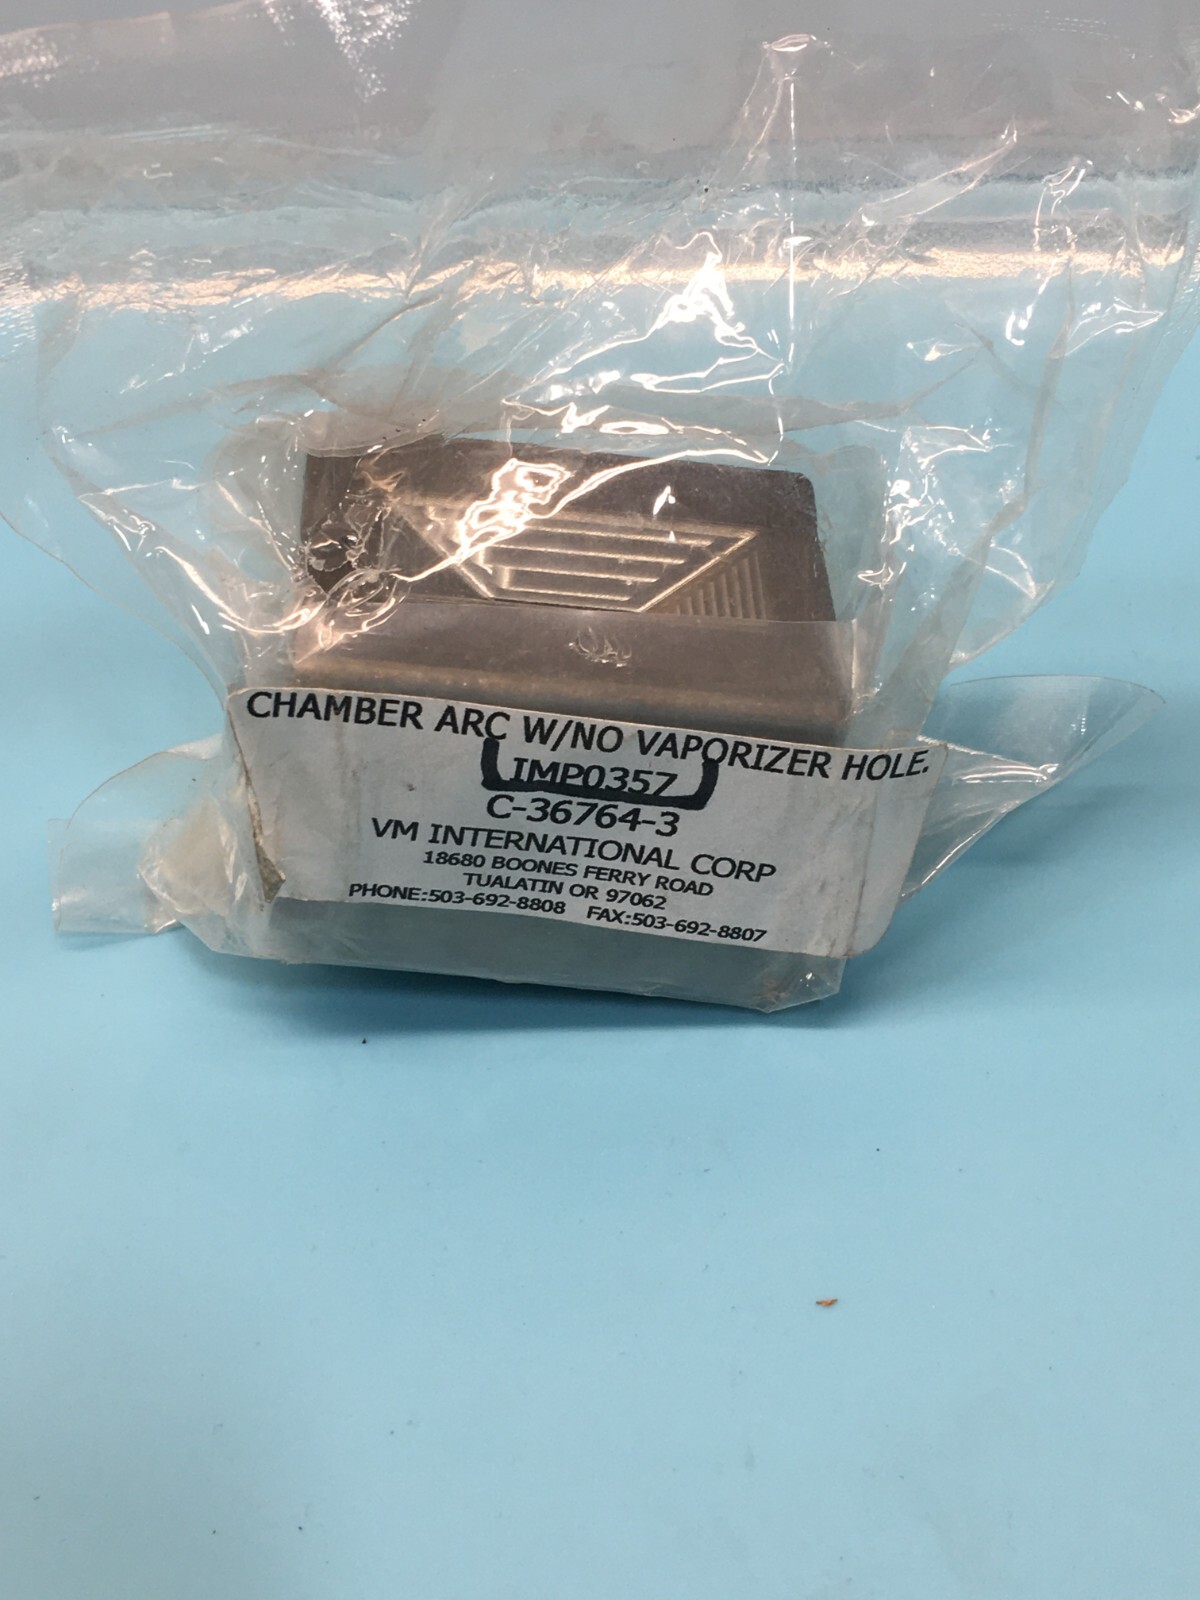 CHAMBER ARC W/NO VAPORIZER HOLE.
IMP0357
C-36764-3
VM INTERNATIONAL CORP
18680 BOONES FERRY ROAD
TUALATIN OR 97062
PHONE:503-692-8808 FAX:503-692-8807